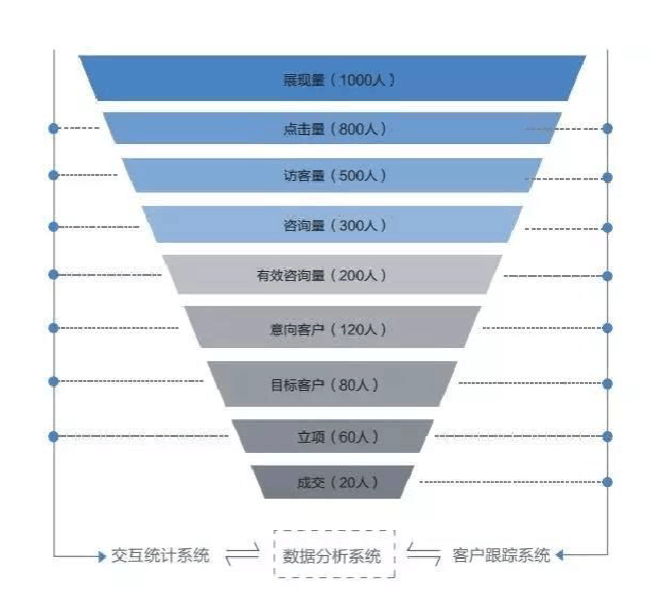 展现量（1000人）
点击量（800人）
访客量（500人）
咨询量（300人）
有效咨询量（200人）
意向客户（120人）
目标客户（80人）
立项（60人）
成交（20人）
交互统计系统 数据分析系统 客户跟踪系统